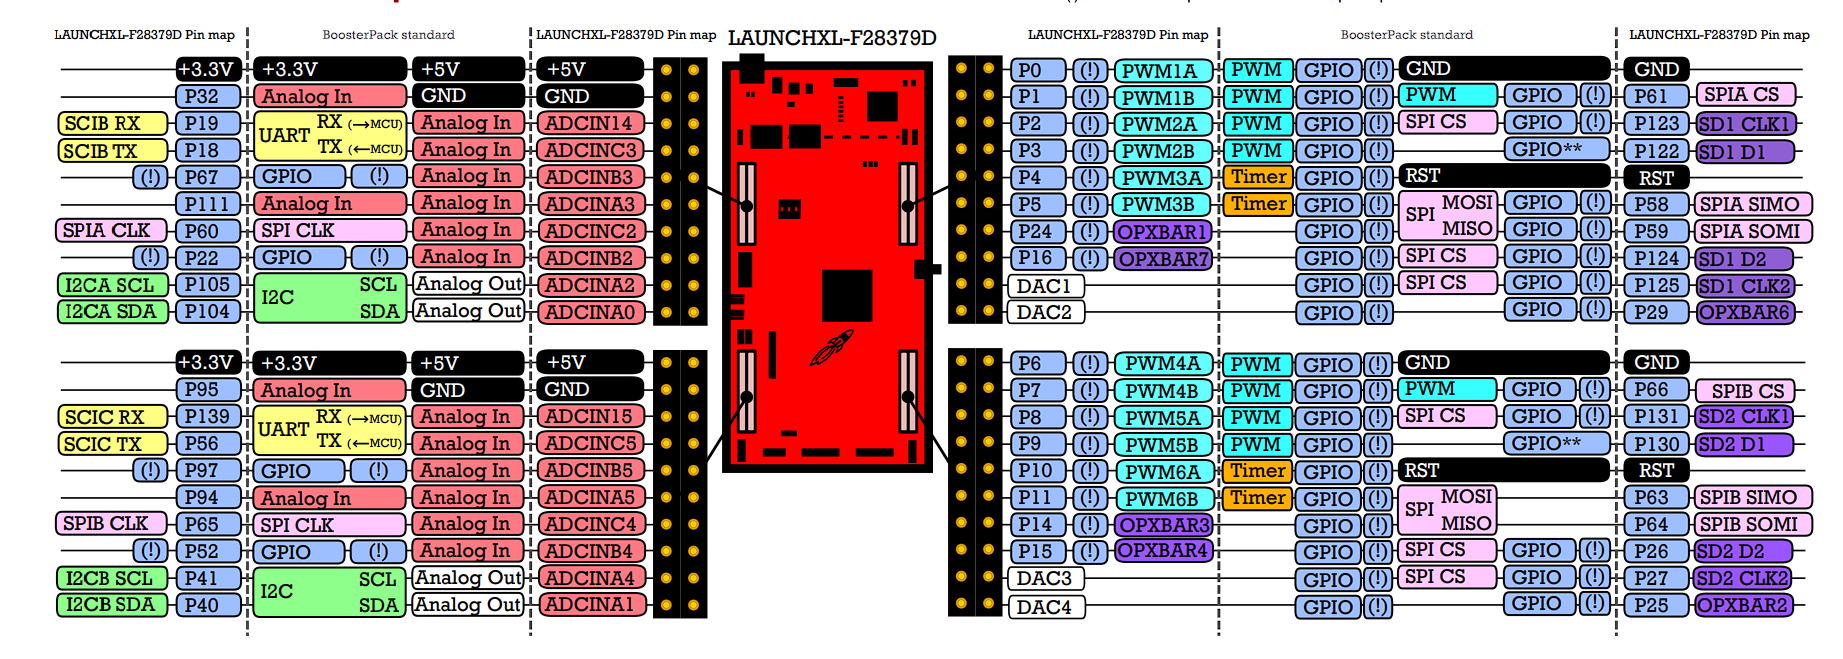 LAUNCHXL-F28379D Pin map BoosterPack standard LAUNCHXL-F28379D Pin map LAUNCHXL-F28379D LAUNCHXL-F28379D Pin map BoosterPack standard LAUNCHXL-F28379D Pin map
+3.3V +3.3V +5V +5V P0 (!) PWM1A PWM GPIO (!) GND GND
P32 Analog In GND GND P1 (!) PWM1B PWM GPIO (!) PWM GPIO (!) P61 SPIA CS
SCIB RX P19 UART RX (→MCU) Analog In ADCIN14 P2 (!) PWM2A PWM GPIO (!) SPI CS GPIO (!) P123 SD1 CLK1
SCIB TX P18 TX (←MCU) Analog In ADCINC3 P3 (!) PWM2B PWM GPIO (!) GPIO** P122 SD1 D1
(!) P67 GPIO (!) Analog In ADCINB3 P4 (!) PWM3A Timer GPIO (!) RST RST
P111 Analog In Analog In ADCINA3 P5 (!) PWM3B Timer GPIO (!) SPI MOSI GPIO (!) P58 SPIA SIMO
SPIA CLK P60 SPI CLK Analog In ADCINC2 P24 (!) OPXBAR1 GPIO (!) MISO GPIO (!) P59 SPIA SOMI
(!) P22 GPIO (!) Analog In ADCINB2 P16 (!) OPXBAR7 GPIO (!) SPI CS GPIO (!) P124 SD1 D2
I2CA SCL P105 I2C SCL Analog Out ADCINA2 DAC1 GPIO (!) SPI CS GPIO (!) P125 SD1 CLK2
I2CA SDA P104 SDA Analog Out ADCINA0 DAC2 GPIO (!) GPIO (!) P29 OPXBAR6
+3.3V +3.3V +5V +5V P6 (!) PWM4A PWM GPIO (!) GND GND
P95 Analog In GND GND P7 (!) PWM4B PWM GPIO (!) PWM GPIO (!) P66 SPIB CS
SCIC RX P139 UART RX (→MCU) Analog In ADCIN15 P8 (!) PWM5A PWM GPIO (!) SPI CS GPIO (!) P131 SD2 CLK1
SCIC TX P56 TX (←MCU) Analog In ADCINC5 P9 (!) PWM5B PWM GPIO (!) GPIO** P130 SD2 D1
(!) P97 GPIO (!) Analog In ADCINB5 P10 (!) PWM6A Timer GPIO (!) RST RST
P94 Analog In Analog In ADCINA5 P11 (!) PWM6B Timer GPIO (!) SPI MOSI P63 SPIB SIMO
SPIB CLK P65 SPI CLK Analog In ADCINC4 P14 (!) OPXBAR3 GPIO (!) MISO P64 SPIB SOMI
(!) P52 GPIO (!) Analog In ADCINB4 P15 (!) OPXBAR4 GPIO (!) SPI CS GPIO (!) P26 SD2 D2
I2CB SCL P41 I2C SCL Analog Out ADCINA4 DAC3 GPIO (!) SPI CS GPIO (!) P27 SD2 CLK2
I2CB SDA P40 SDA Analog Out ADCINA1 DAC4 GPIO (!) GPIO (!) P25 OPXBAR2